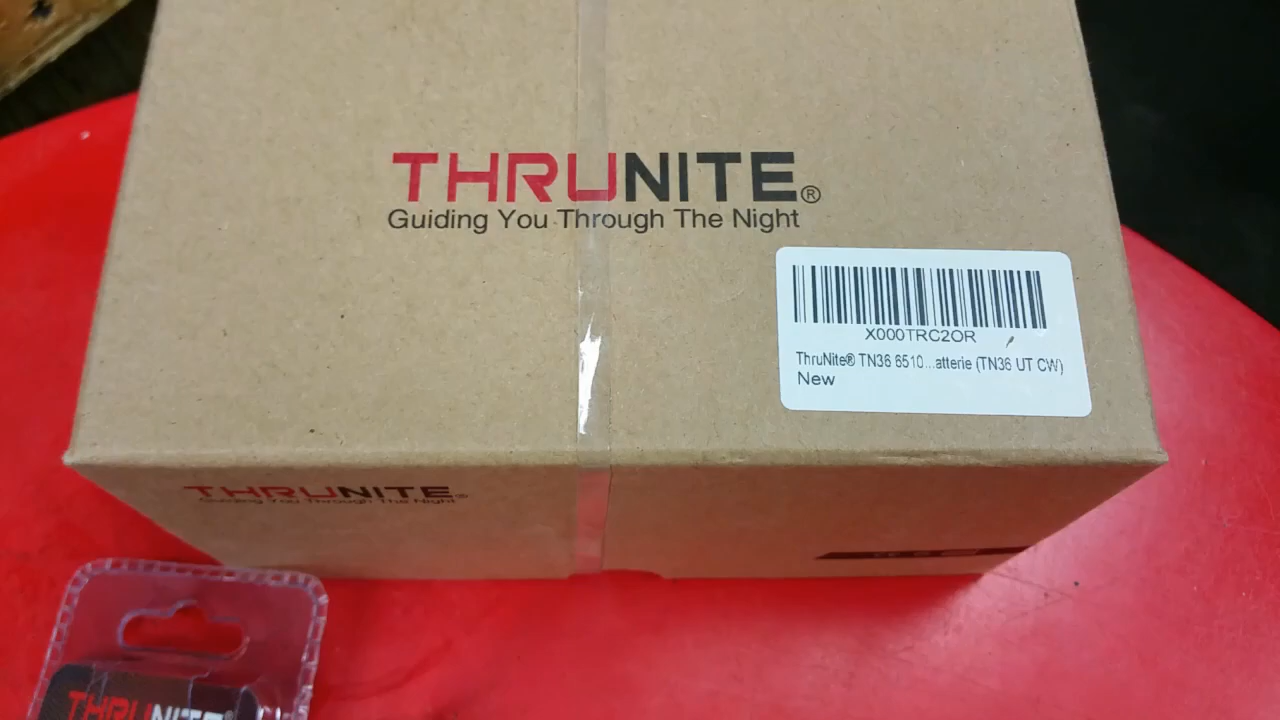 THRUNITE®
Guiding You Through The Night
X000TRC2OR
ThruNite® TN36 6510...atterie (TN36 UT CW)
New
THRUNITE®
Guiding You Through The Night
THRUNITE®